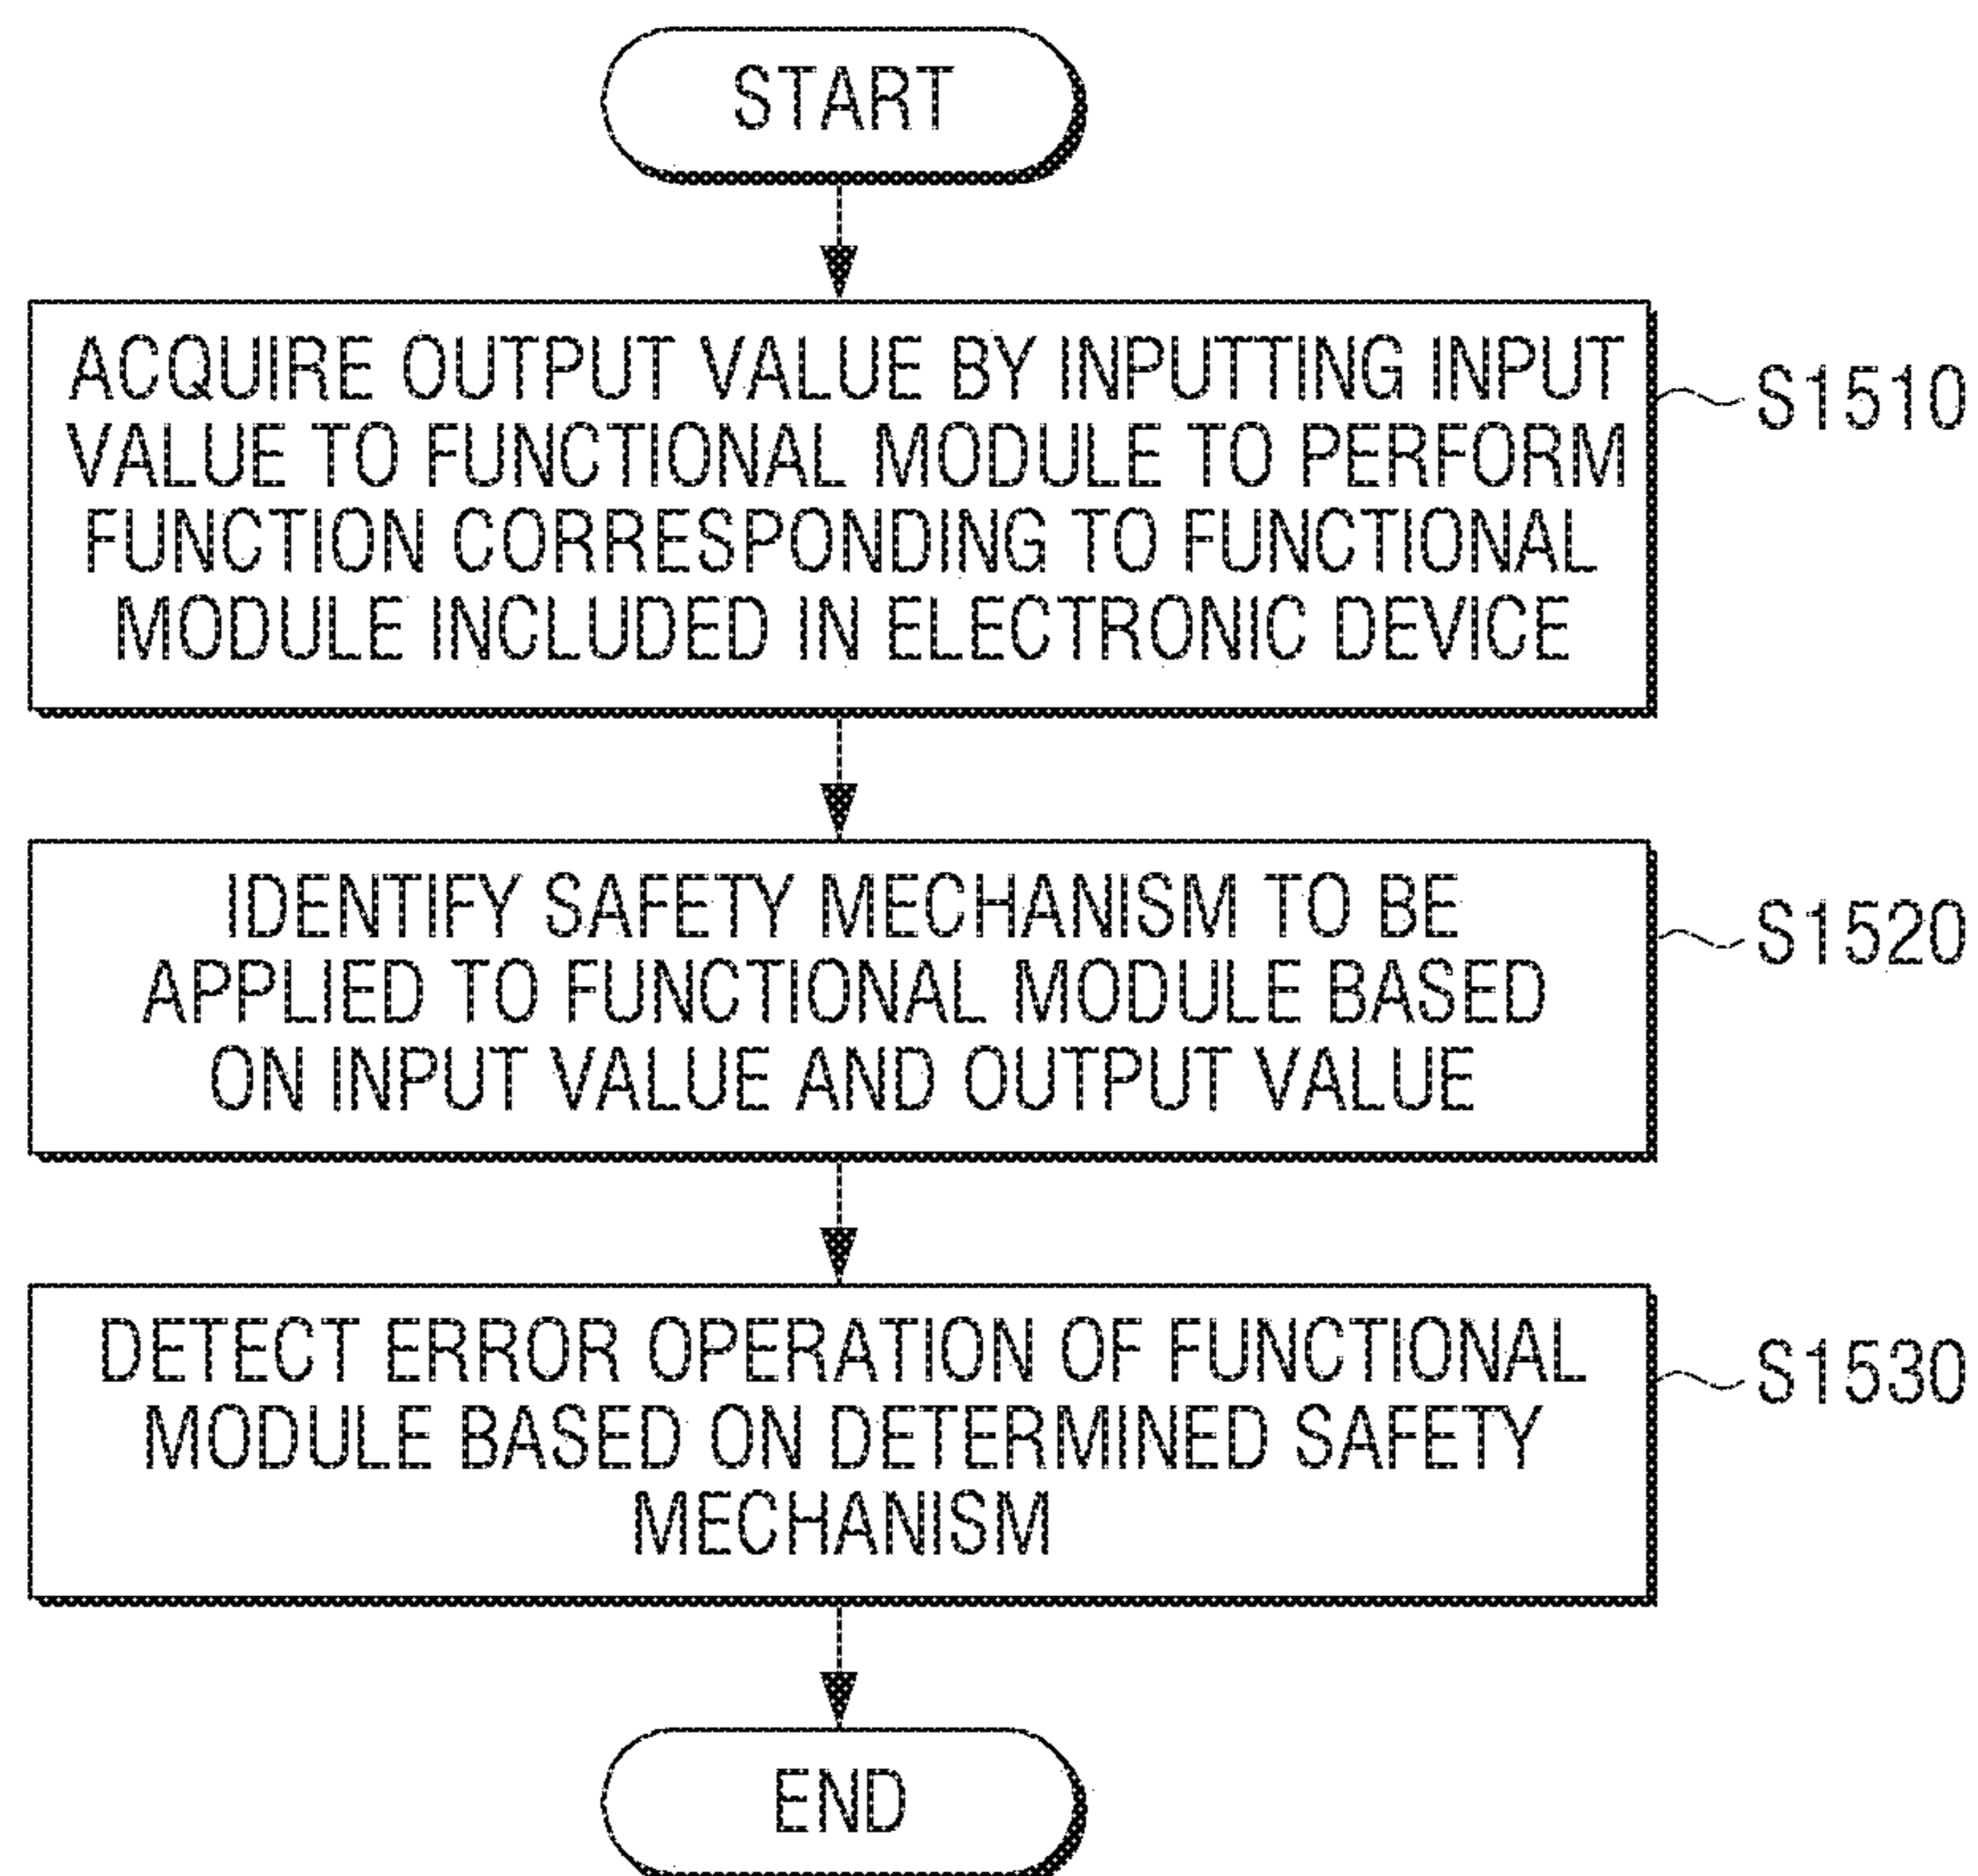 START
ACQUIRE OUTPUT VALUE BY INPUTTING INPUT
VALUE TO FUNCTIONAL MODULE TO PERFORM
FUNCTION CORRESPONDING TO FUNCTIONAL
MODULE INCLUDED IN ELECTRONIC DEVICE
S1510
IDENTIFY SAFETY MECHANISM TO BE
APPLIED TO FUNCTIONAL MODULE BASED
ON INPUT VALUE AND OUTPUT VALUE
S1520
DETECT ERROR OPERATION OF FUNCTIONAL
MODULE BASED ON DETERMINED SAFETY
MECHANISM
S1530
END